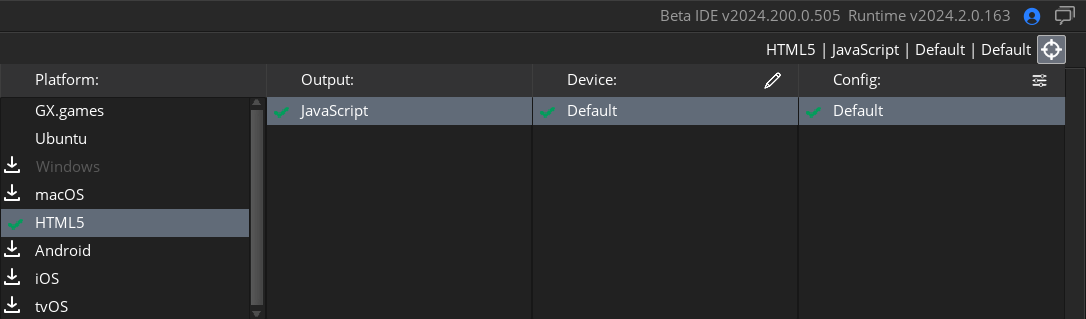 Beta IDE v2024.200.0.505 Runtime v2024.2.0.163
HTML5 | JavaScript | Default | Default
Platform: Output: Device: Config:
GX.games JavaScript Default Default
Ubuntu
Windows
macOS
HTML5
Android
iOS
tvOS